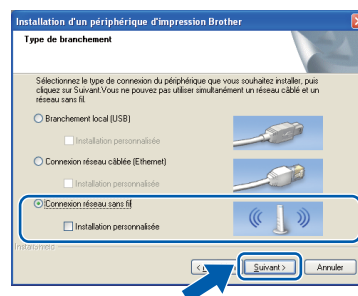 Installation d'un périphérique d'impression Brother
Type de branchement
Sélectionnez le type de connexion du périphérique que vous souhaitez installer, puis
cliquez sur Suivant.Vous ne pouvez pas utiliser simultanément un réseau câblé et un
réseau sans fil.
Branchement local (USB)
Installation personnalisée
Connexion réseau câblée (Ethernet)
Installation personnalisée
Connexion réseau sans fil
Installation personnalisée
InstallShield
Suivant >
Annuler